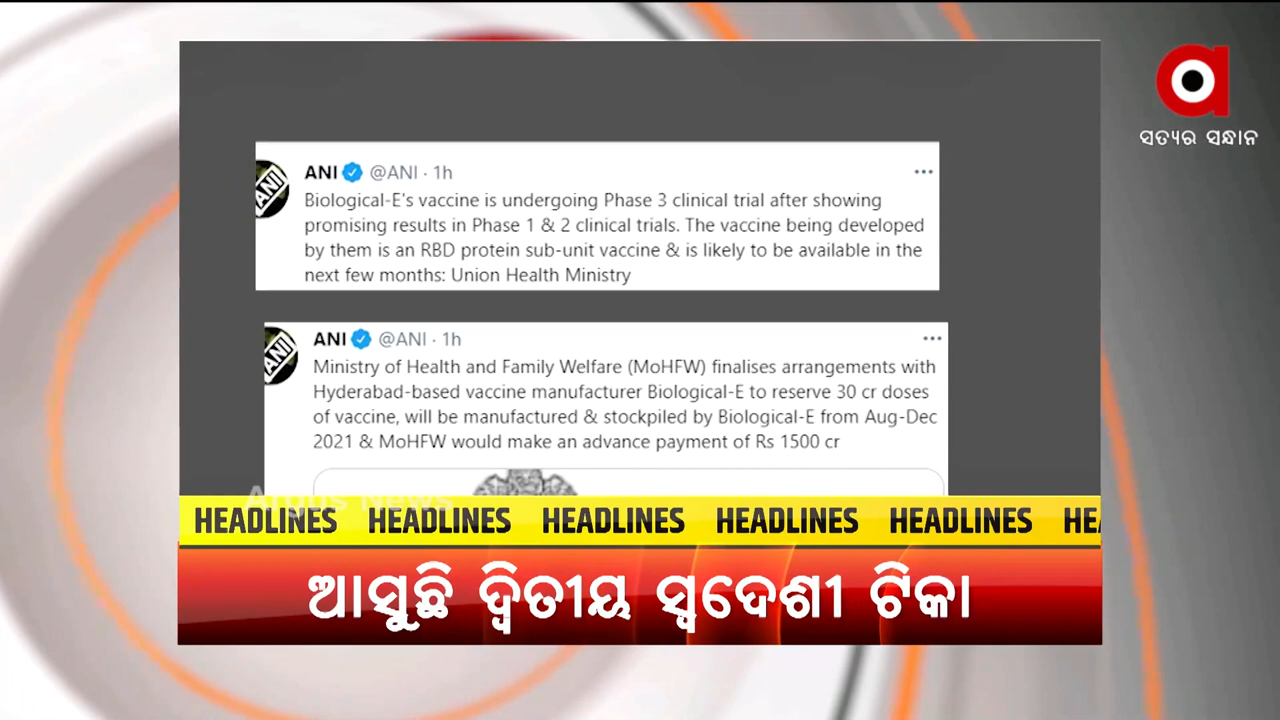 ସତ୍ୟର ସନ୍ଧାନ
ANI @ANI · 1h
Biological-E's vaccine is undergoing Phase 3 clinical trial after showing
promising results in Phase 1 & 2 clinical trials. The vaccine being developed
by them is an RBD protein sub-unit vaccine & is likely to be available in the
next few months: Union Health Ministry
ANI
ANI @ANI · 1h
Ministry of Health and Family Welfare (MoHFW) finalises arrangements with
Hyderabad-based vaccine manufacturer Biological-E to reserve 30 cr doses
of vaccine, will be manufactured & stockpiled by Biological-E from Aug-Dec
2021 & MoHFW would make an advance payment of Rs 1500 cr
ANI
Argus News
HEADLINES HEADLINES HEADLINES HEADLINES HEADLINES HEA
ଆସୁଛି ଦ୍ୱିତୀୟ ସ୍ୱଦେଶୀ ଟିକା